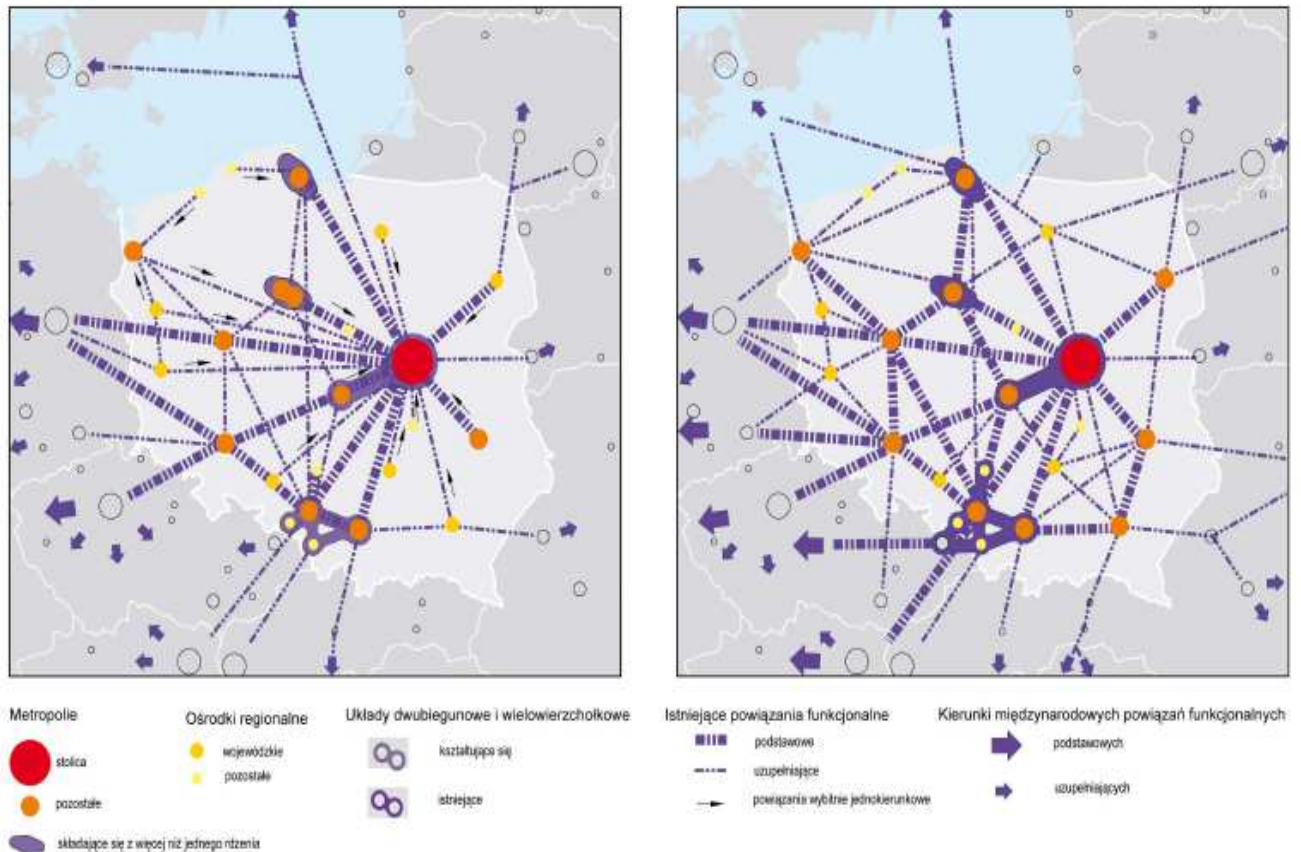 Metropolie
stolica
pozostałe
składające się z więcej niż jednego rdzenia
Ośrodki regionalne
wojewódzkie
pozostałe
Układy dwubiegunowe i wielowierzchołkowe
kształtujące się
istniejące
Istniejące powiązania funkcjonalne
podstawowe
uzupełniające
powiązania wybitnie jednokierunkowe
Kierunki międzynarodowych powiązań funkcjonalnych
podstawowych
uzupełniających